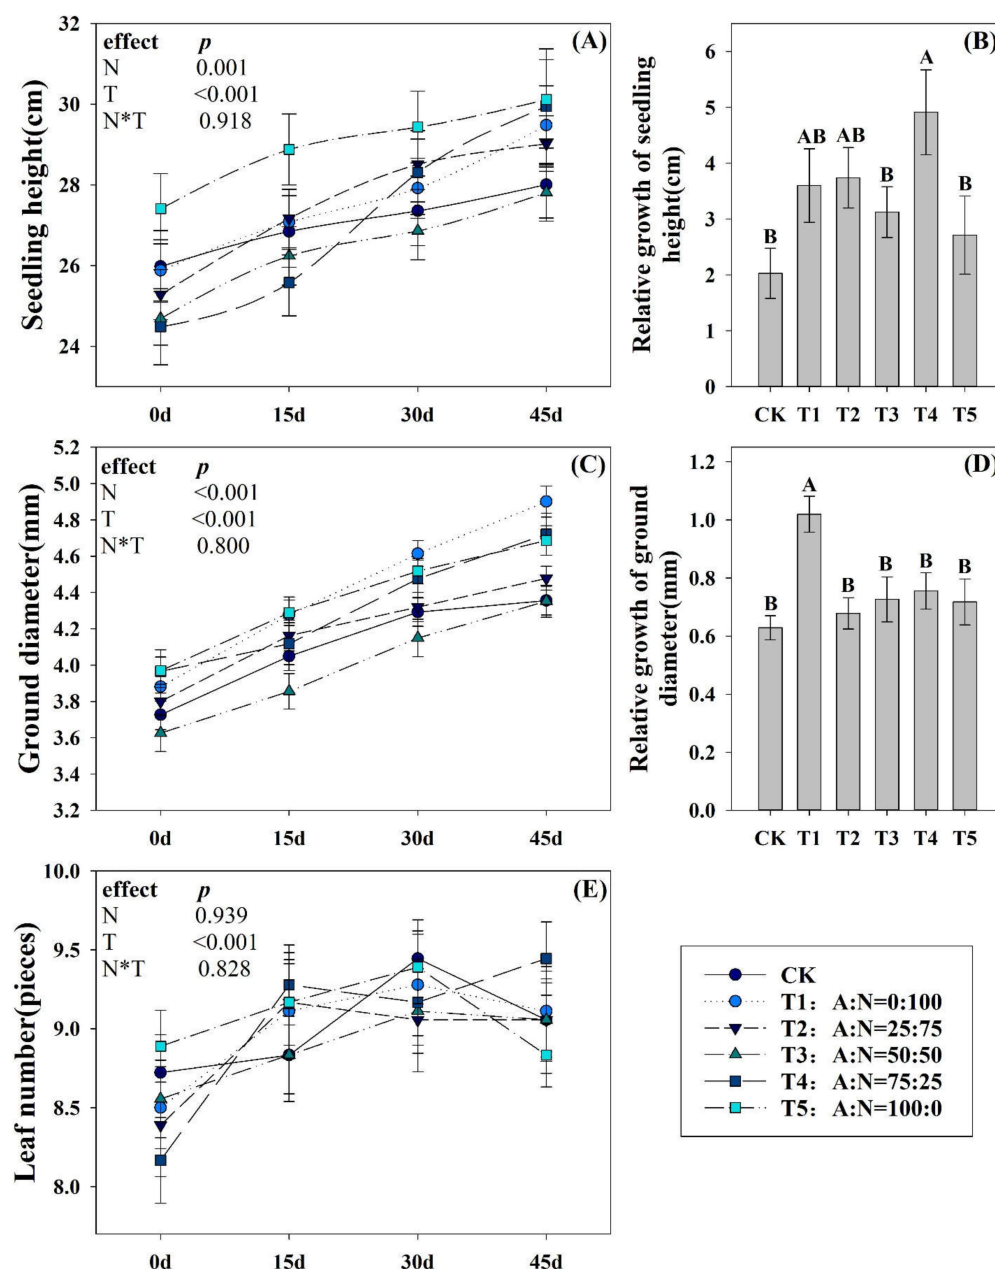 (A)
effect p
N 0.001
T <0.001
N*T 0.918
Seedling height(cm)
32
30
28
26
24
0d 15d 30d 45d
(B)
Relative growth of seedling
height(cm)
6
5
4
3
2
1
0
B AB AB B A B
CK T1 T2 T3 T4 T5
(C)
effect p
N <0.001
T <0.001
N*T 0.800
Ground diameter(mm)
5.2
5.0
4.8
4.6
4.4
4.2
4.0
3.8
3.6
3.4
3.2
0d 15d 30d 45d
(D)
Relative growth of ground
diameter(mm)
1.2
1.0
0.8
0.6
0.4
0.2
0.0
B A B B B B
CK T1 T2 T3 T4 T5
(E)
effect p
N 0.939
T <0.001
N*T 0.828
Leaf number(pieces)
10.0
9.5
9.0
8.5
8.0
0d 15d 30d 45d
CK
T1: A:N=0:100
T2: A:N=25:75
T3: A:N=50:50
T4: A:N=75:25
T5: A:N=100:0